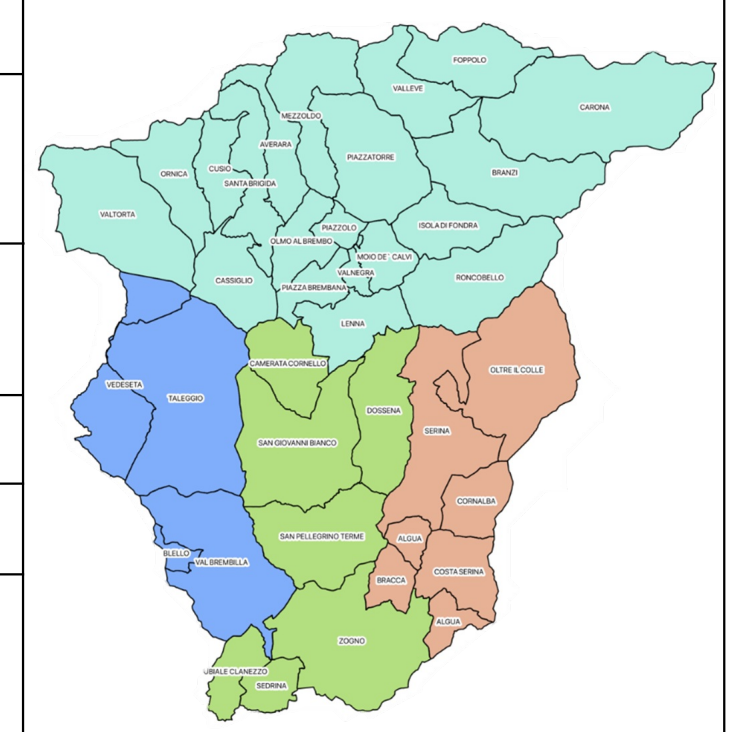 FOPPOLO
VALLEVE
CARONA
MEZZOLDO
AVERARA
PIAZZATORRE
CUSIO
ORNICA
BRANZI
SANTA BRIGIDA
VALTORTA
ISOLA DI FONDRA
PIAZZOLO
OLMO AL BREMBO
MOIO DE` CALVI
VALNEGRA
RONCOBELLO
CASSIGLIO
PIAZZA BREMBANA
LENNA
CAMERATA CORNELLO
OLTRE IL COLLE
VEDESETA
TALEGGIO
DOSSENA
SERINA
SAN GIOVANNI BIANCO
CORNALBA
SAN PELLEGRINO TERME
ALGUA
BLELLO
VAL BREMBILLA
COSTA SERINA
BRACCA
ALGUA
ZOGNO
UBIALE CLANEZZO
SEDRINA